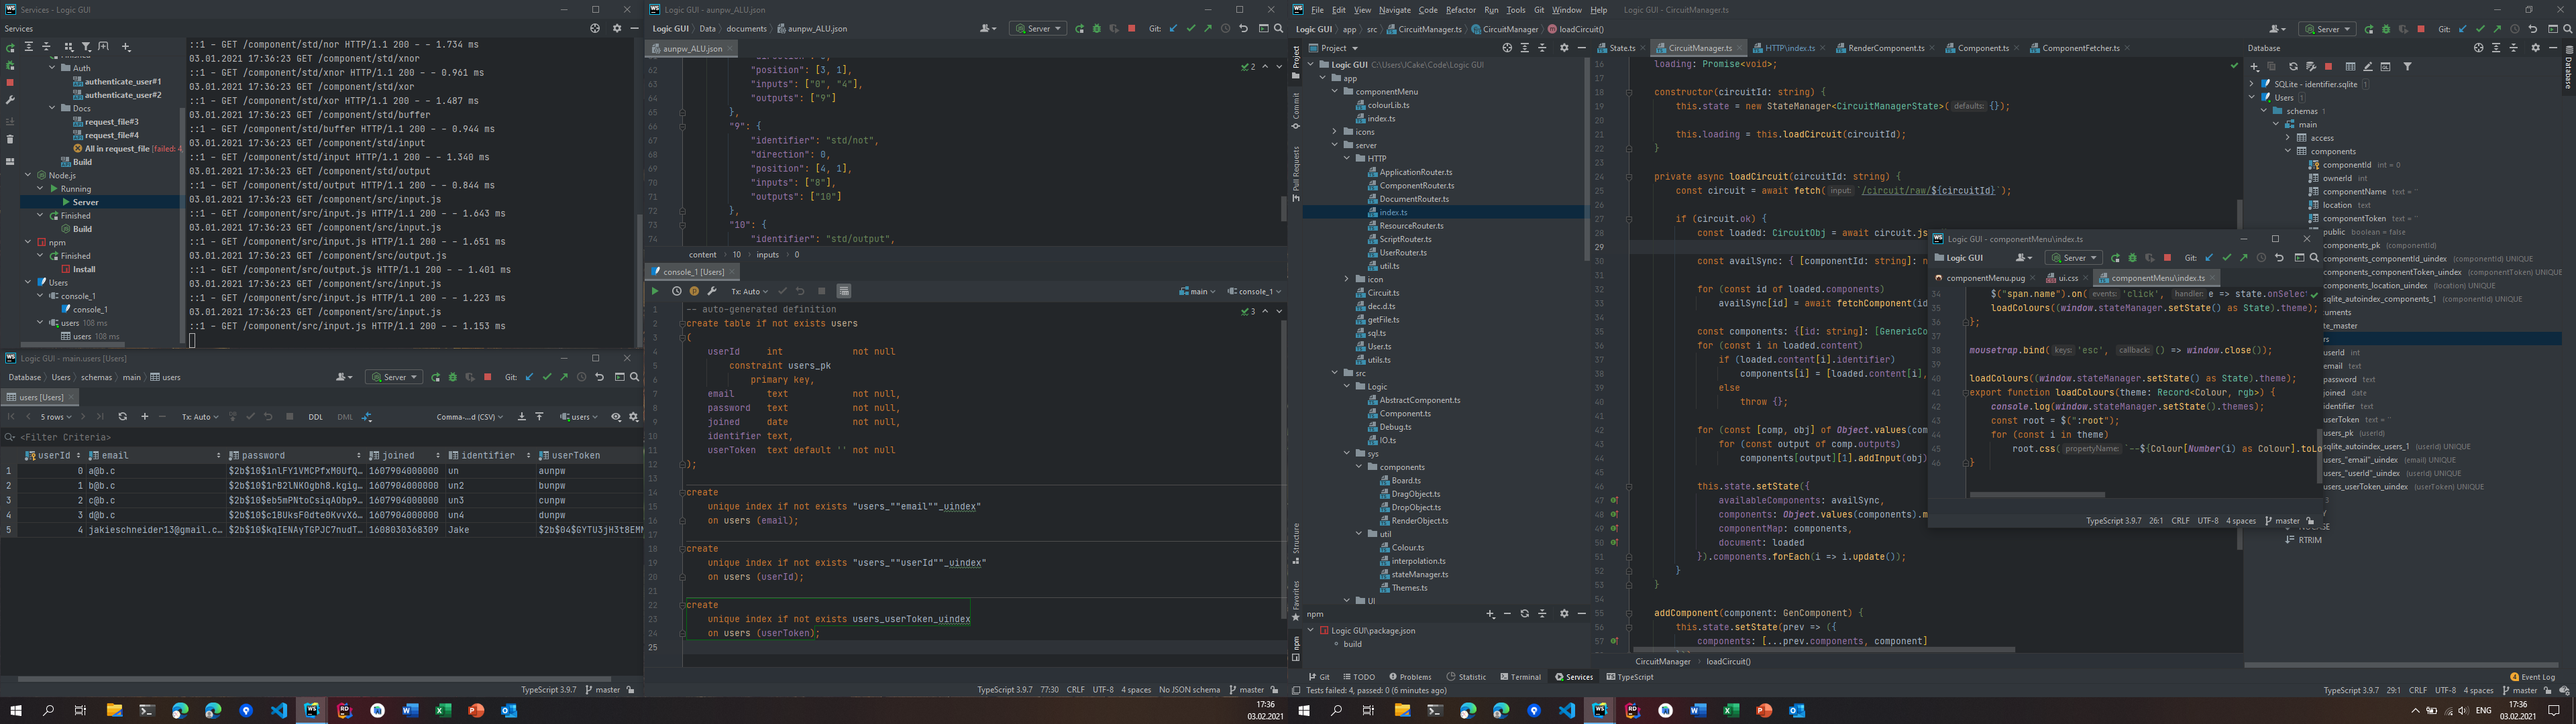 Services - Logic GUI
Services
Finished
Auth
authenticate_user#1
authenticate_user#2
Docs
request_file#3
request_file#4
All in request_file [failed: 4,
Build
Node.js
Running
Server
Finished
Build
npm
Finished
Install
Users
console_1
console_1
users 108 ms
users 108 ms
::1 - GET /component/std/nor HTTP/1.1 200 - - 1.734 ms
03.01.2021 17:36:23 GET /component/std/xnor
::1 - GET /component/std/xnor HTTP/1.1 200 - - 0.961 ms
03.01.2021 17:36:23 GET /component/std/xor
::1 - GET /component/std/xor HTTP/1.1 200 - - 1.487 ms
03.01.2021 17:36:23 GET /component/std/buffer
::1 - GET /component/std/buffer HTTP/1.1 200 - - 0.944 ms
03.01.2021 17:36:23 GET /component/std/input
::1 - GET /component/std/input HTTP/1.1 200 - - 1.340 ms
03.01.2021 17:36:23 GET /component/std/output
::1 - GET /component/std/output HTTP/1.1 200 - - 0.844 ms
03.01.2021 17:36:23 GET /component/src/input.js
::1 - GET /component/src/input.js HTTP/1.1 200 - - 1.643 ms
03.01.2021 17:36:23 GET /component/src/input.js
::1 - GET /component/src/input.js HTTP/1.1 200 - - 1.651 ms
03.01.2021 17:36:23 GET /component/src/output.js
::1 - GET /component/src/output.js HTTP/1.1 200 - - 1.401 ms
03.01.2021 17:36:23 GET /component/src/input.js
::1 - GET /component/src/input.js HTTP/1.1 200 - - 1.223 ms
03.01.2021 17:36:23 GET /component/src/input.js
::1 - GET /component/src/input.js HTTP/1.1 200 - - 1.153 ms
Logic GUI - main.users [Users]
Database Users schemas main users
Server Git:
users [Users]
5 rows Tx: Auto DDL DML Comma-...d (CSV) users
<Filter Criteria>
userId email password joined identifier userToken
1 0 a@b.c 1607904000000 un aunpw
2 1 b@b.c 1607904000000 un2 bunpw
3 2 c@b.c 1607904000000 un3 cunpw
4 3 d@b.c 1607904000000 un4 dunpw
5 4 jakieschneider13@gmail.c... 1608030368309 Jake
TypeScript 3.9.7 master
Logic GUI - aunpw_ALU.json
Logic GUI Data documents aunpw_ALU.json
Server Git:
aunpw_ALU.json
2
62 "position": [3, 1],
63 "inputs": ["0", "4"],
64 "outputs": ["9"]
65 },
66 "9": {
67 "identifier": "std/not",
68 "direction": 0,
69 "position": [4, 1],
70 "inputs": ["8"],
71 "outputs": ["10"]
72 },
73 "10": {
74 "identifier": "std/output",
content 10 inputs 0
console_1 [Users]
Tx: Auto main console_1
3
1 -- auto-generated definition
2 create table if not exists users
3 (
4 userId int not null
5 constraint users_pk
6 primary key,
7 email text not null,
8 password text not null,
9 joined date not null,
10 identifier text,
11 userToken text default '' not null
12 );
13
14 create
15 unique index if not exists "users_""email""_uindex"
16 on users (email);
17
18 create
19 unique index if not exists "users_""userId""_uindex"
20 on users (userId);
21
22 create
23 unique index if not exists users_userToken_uindex
24 on users (userToken);
25
TypeScript 3.9.7 77:30 CRLF UTF-8 4 spaces No JSON schema master
File Edit View Navigate Code Refactor Run Tools Git Window Help Logic GUI - CircuitManager.ts
Logic GUI app src CircuitManager.ts CircuitManager loadCircuit()
Server Git:
Project
Commit
Pull Requests
Structure
Favorites
npm
Project
Logic GUI C:\Users\JCake\Code\Logic GUI
app
componentMenu
colourLib.ts
index.ts
icons
server
HTTP
ApplicationRouter.ts
ComponentRouter.ts
DocumentRouter.ts
index.ts
ResourceRouter.ts
ScriptRouter.ts
UserRouter.ts
util.ts
icon
Circuit.ts
dec.d.ts
getFile.ts
sql.ts
User.ts
utils.ts
src
Logic
AbstractComponent.ts
Component.ts
Debug.ts
IO.ts
sys
components
Board.ts
DragObject.ts
DropObject.ts
RenderObject.ts
util
Colour.ts
interpolation.ts
stateManager.ts
Themes.ts
UI
npm
Logic GUI\package.json
build
State.ts CircuitManager.ts HTTP\index.ts RenderComponent.ts Component.ts ComponentFetcher.ts
16 loading: Promise<void>;
18 constructor(circuitId: string) {
19 this.state = new StateManager<CircuitManagerState>( defaults: {});
20
21 this.loading = this.loadCircuit(circuitId);
22 }
23
24 private async loadCircuit(circuitId: string) {
25 const circuit = await fetch( input: `/circuit/raw/${circuitId}`);
26
27 if (circuit.ok) {
28 const loaded: CircuitObj = await circuit.js
29
30 const availSync: { [componentId: string]: n
31
32 for (const id of loaded.components)
33 availSync[id] = await fetchComponent(id
35 const components: {[id: string]: [GenericCo
36 for (const i in loaded.content)
37 if (loaded.content[i].identifier)
38 components[i] = [loaded.content[i],
39 else
40 throw {};
41
42 for (const [comp, obj] of Object.values(com
43 for (const output of comp.outputs)
44 components[output][1].addInput(obj)
45
46 this.state.setState({
47 availableComponents: availSync,
48 components: Object.values(components).m
49 componentMap: components,
50 document: loaded
51 }).components.forEach(i => i.update());
52 }
53 }
54
55 addComponent(component: GenComponent) {
56 this.state.setState(prev => ({
57 components: [...prev.components, component]
CircuitManager loadCircuit()
Logic GUI - componentMenu\index.ts
Logic GUI Server Git:
componentMenu.pug ui.css componentMenu\index.ts
34 $("span.name").on( events: 'click', handler: e => state.onSelec
35 loadColours((window.stateManager.setState() as State).theme);
36 };
37
38 mousetrap.bind( keys: 'esc', callback: () => window.close());
39
40 loadColours((window.stateManager.setState() as State).theme);
41 export function loadColours(theme: Record<Colour, rgb>) {
42 console.log(window.stateManager.setState().themes);
43 const root = $(":root");
44 for (const i in theme)
45 root.css( propertyName: `--${Colour[Number(i) as Colour].toLo
46 }
TypeScript 3.9.7 26:1 CRLF UTF-8 4 spaces master
Database
Database
SQLite - identifier.sqlite 1
Users 1
schemas 1
main
access
components
componentId int = 0
ownerId int
componentName text = ''
location text
componentToken text = ''
public boolean = false
components_pk (componentId)
components_componentId_uindex (componentId) UNIQUE
components_componentToken_uindex (componentToken) UNIQUE
components_location_uindex (location) UNIQUE
sqlite_autoindex_components_1 (componentId) UNIQUE
cuments
te_master
rs
userId int
email text
password text
joined date
identifier text
userToken text = ''
users_pk (userId)
sqlite_autoindex_users_1 (userId) UNIQUE
users_"email"_uindex (email) UNIQUE
users_"userId"_uindex (userId) UNIQUE
users_userToken_uindex (userToken) UNIQUE
RTRIM
Git TODO Problems Statistic Terminal Services TypeScript Event Log
Tests failed: 4, passed: 0 (6 minutes ago)
TypeScript 3.9.7 29:1 CRLF UTF-8 4 spaces master
17:36
03.02.2021
ENG
17:36
03.02.2021